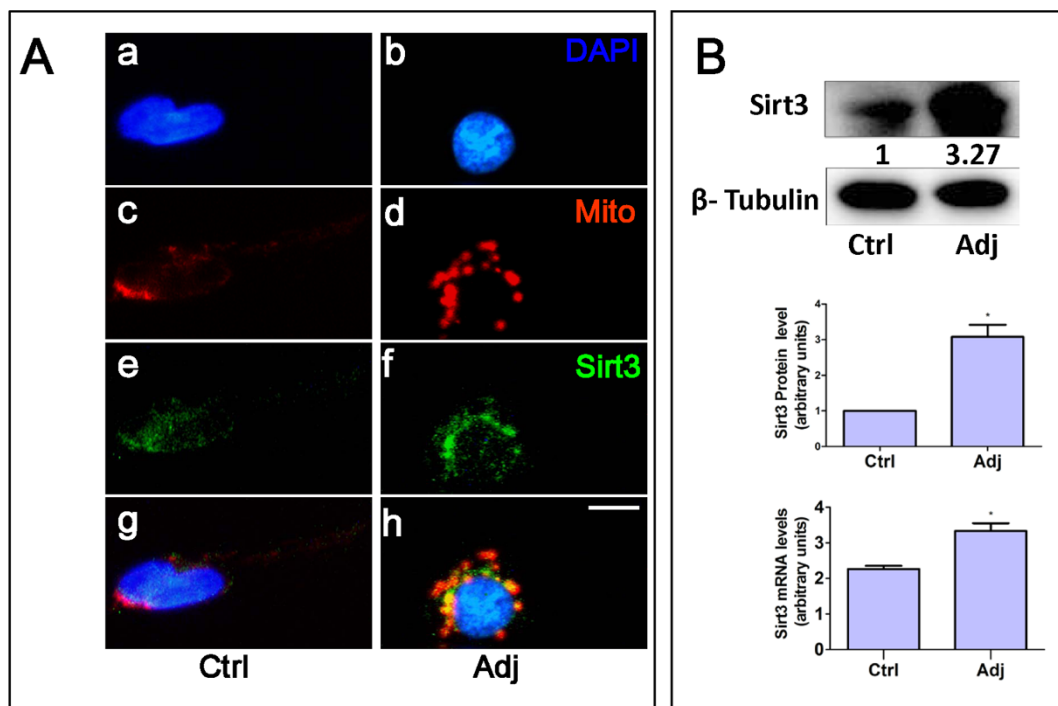 A
a
b
DAPI
c
d
Mito
e
f
Sirt3
g
h
Ctrl
Adj
B
Sirt3
1
3.27
β- Tubulin
Ctrl
Adj
Sirt3 Protein level
(arbitrary units)
4
3
2
1
0
*
Ctrl
Adj
Sirt3 mRNA levels
(arbitrary units)
4
3
2
1
0
*
Ctrl
Adj